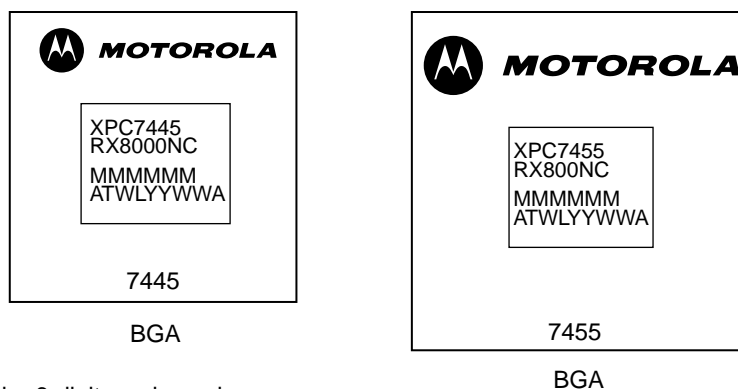 MOTOROLA
XPC7445
RX8000NC
MMMMMM
ATWLYYWWA
7445
BGA
MOTOROLA
XPC7455
RX800NC
MMMMMM
ATWLYYWWA
7455
BGA